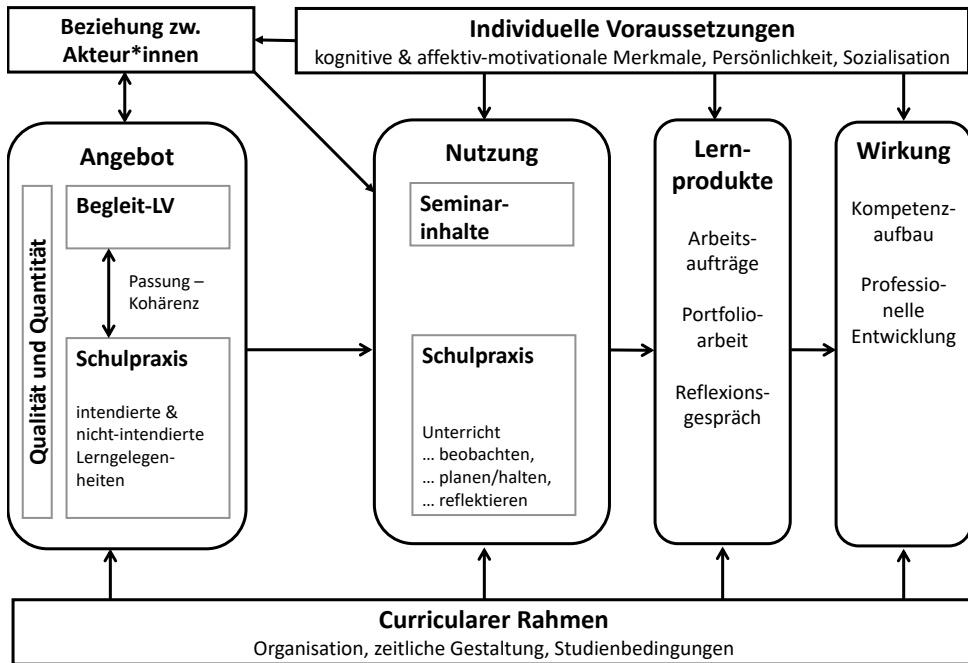 Beziehung zw.
Akteur*innen
Individuelle Voraussetzungen
kognitive & affektiv-motivationale Merkmale, Persönlichkeit, Sozialisation
Angebot
Qualität und Quantität
Begleit-LV
Passung –
Kohärenz
Schulpraxis
intendierte &
nicht-intendierte
Lerngelegen-
heiten
Nutzung
Seminar-
inhalte
Schulpraxis
Unterricht
... beobachten,
... planen/halten,
... reflektieren
Lern-
produkte
Arbeits-
aufträge
Portfolio-
arbeit
Reflexions-
gespräch
Wirkung
Kompetenz-
aufbau
Professio-
nelle
Entwicklung
Curricularer Rahmen
Organisation, zeitliche Gestaltung, Studienbedingungen